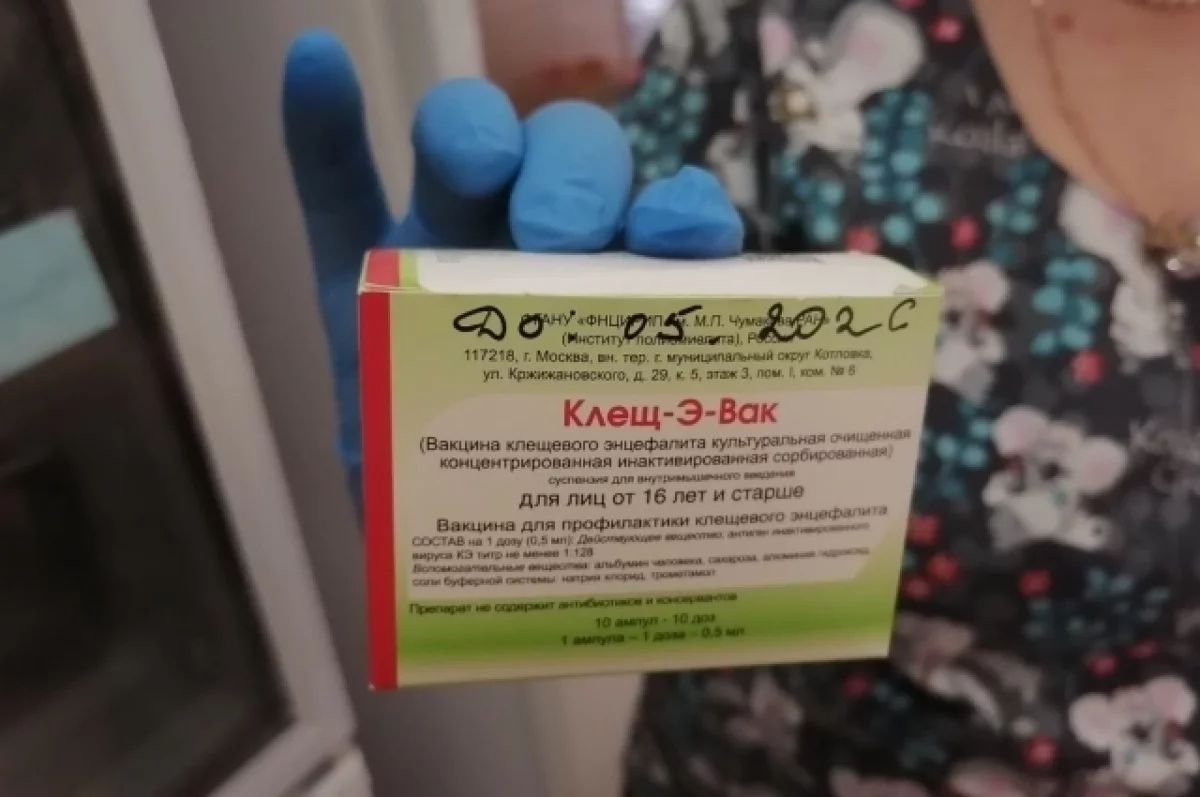 До 05 202
ФГАНУ «ФНЦИРИП им. М.П. Чумакова РАН»
(Институт полиомиелита),
117218, г. Москва, вн. тер. г. муниципальный округ Котловка,
ул. Кржижановского, д. 29, к. 5, этаж 3, пом. I, ком. № 6
Клещ-Э-Вак
(Вакцина клещевого энцефалита культуральная очищенная
концентрированная инактивированная сорбированная)
суспензия для внутримышечного введения
для лиц от 16 лет и старше
Вакцина для профилактики клещевого энцефалита
СОСТАВ на 1 дозу (0,5 мл): Действующее вещество: антиген инактивированного
вируса КЭ титр не менее 1:128
Вспомогательные вещества: альбумин человека, сахароза, алюминия гидроксид,
соли буферной системы: натрия хлорид, трометамол
Препарат не содержит антибиотиков и консервантов
10 ампул - 10 доз
1 ампула – 1 доза – 0,5 мл